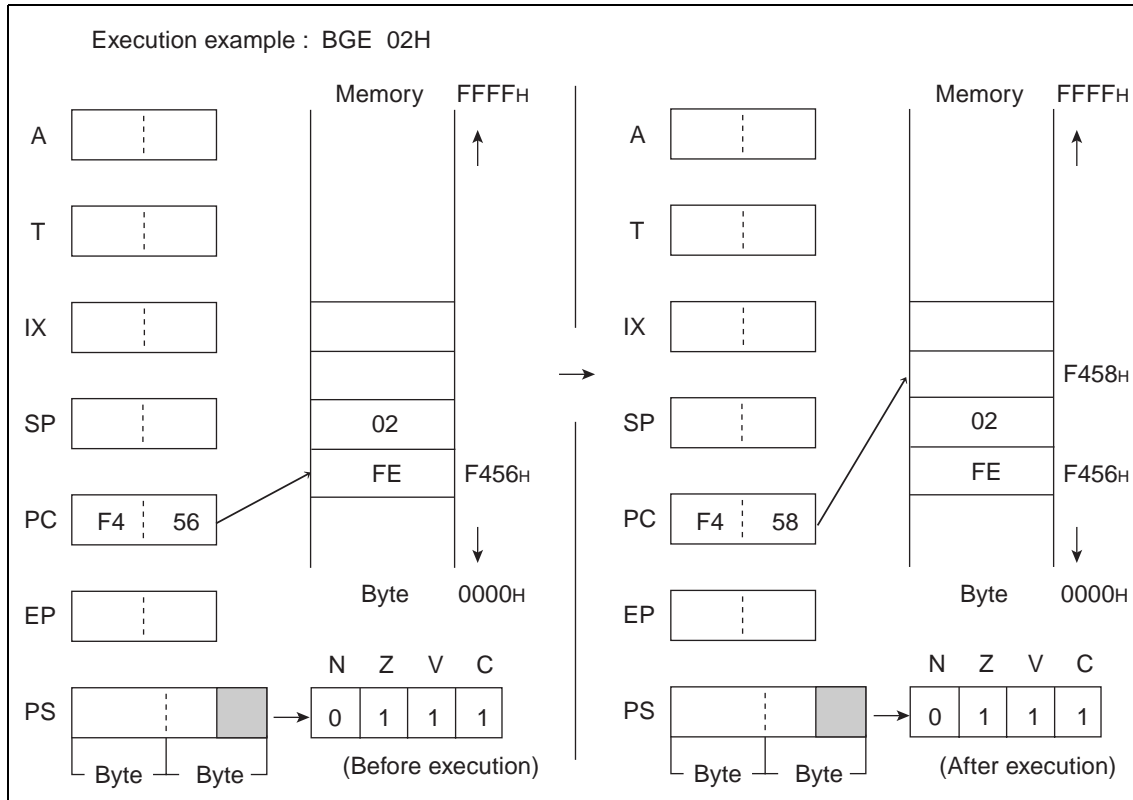 Execution example : BGE 02H
Memory FFFFH
A
T
IX
SP
02
FE F456H
PC F4 56
Byte 0000H
EP
N Z V C
PS 0 1 1 1
Byte Byte (Before execution)
Memory FFFFH
A
T
IX
F458H
SP
02
FE F456H
PC F4 58
Byte 0000H
EP
N Z V C
PS 0 1 1 1
Byte Byte (After execution)